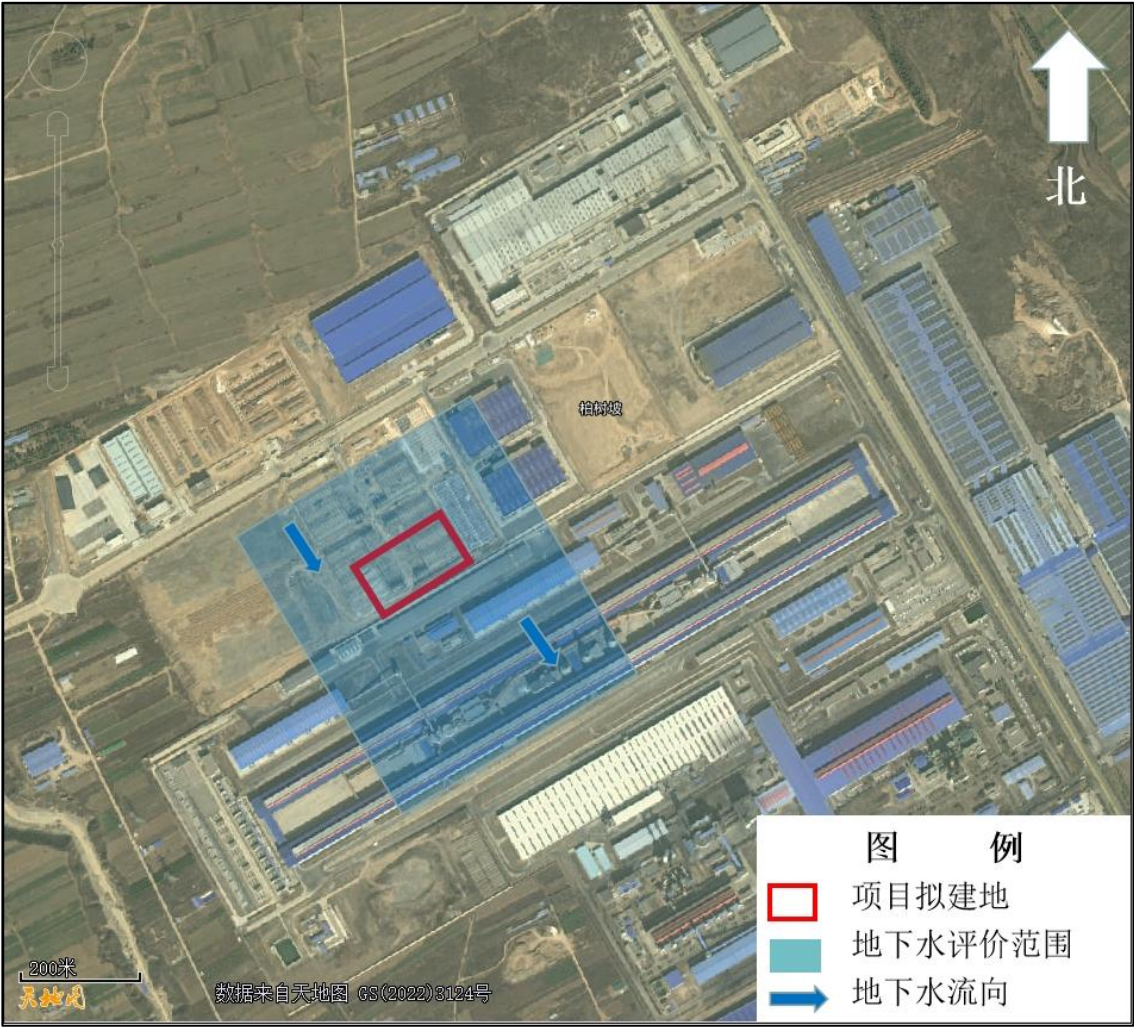 北
柏树坡
图 例
项目拟建地
地下水评价范围
地下水流向
200米
天地图
数据来自天地图 GS(2022)3124号